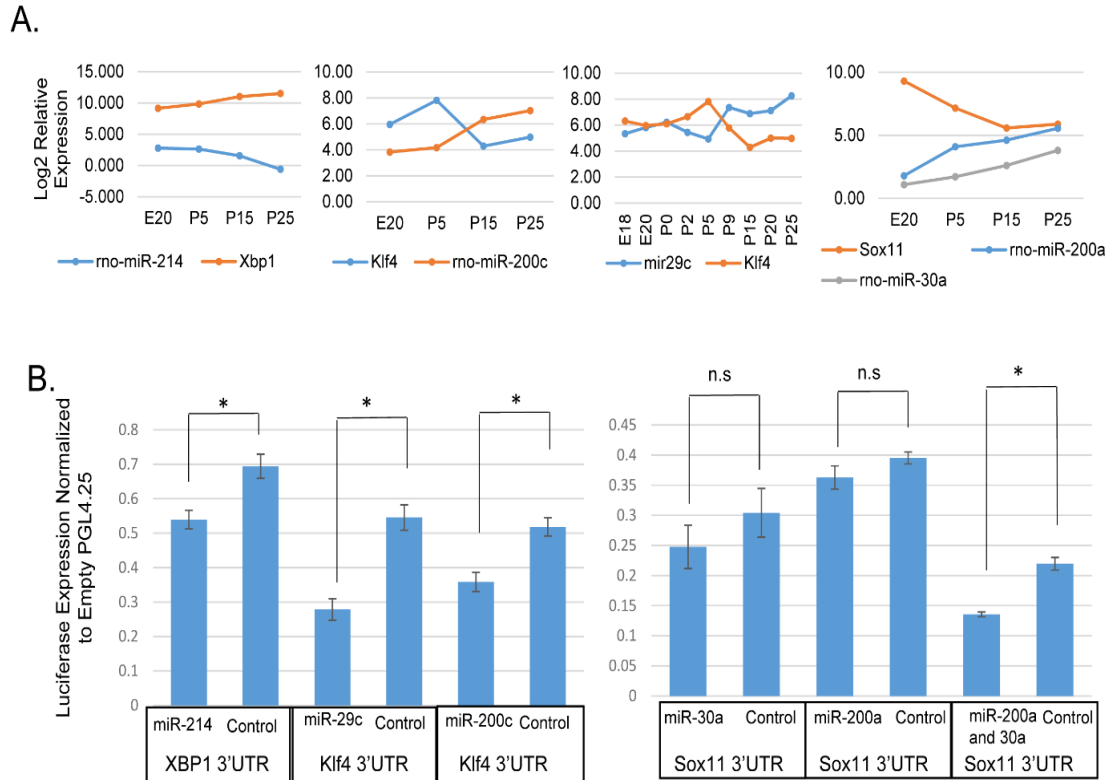 A.
Log2 Relative
Expression
15.000
10.000
5.000
0.000
-5.000
E20 P5 P15 P25
rno-miR-214 Xbp1
10.00
8.00
6.00
4.00
2.00
0.00
E20 P5 P15 P25
Klf4 rno-miR-200c
10.00
8.00
6.00
4.00
2.00
0.00
E18 E20 P0 P2 P5 P9 P15 P20 P25
mir29c Klf4
10.00
5.00
0.00
E20 P5 P15 P25
Sox11 rno-miR-200a
rno-miR-30a
B.
Luciferase Expression Normalized
to Empty PGL4.25
* * *
0.8
0.7
0.6
0.5
0.4
0.3
0.2
0.1
0
miR-214 Control miR-29c Control miR-200c Control
XBP1 3'UTR Klf4 3'UTR Klf4 3'UTR
n.s n.s *
0.45
0.4
0.35
0.3
0.25
0.2
0.15
0.1
0.05
0
miR-30a Control miR-200a Control miR-200a Control
and 30a
Sox11 3'UTR Sox11 3'UTR Sox11 3'UTR